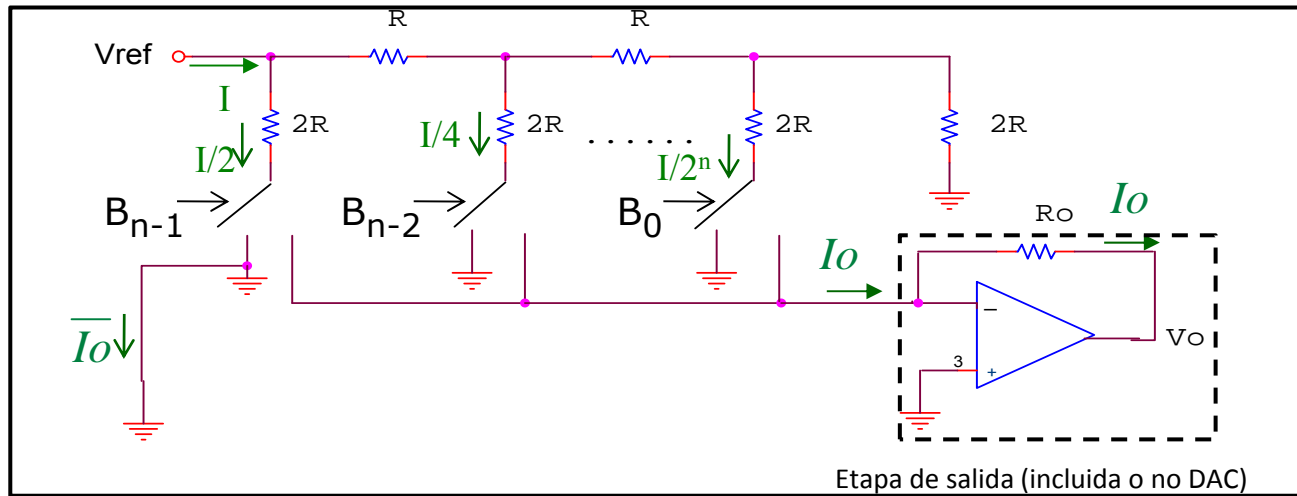 R
R
Vref
I
2R
2R
2R
2R
I/2
I/4
. . . . . .
I/2ⁿ
Bₙ₋₁
Bₙ₋₂
B₀
Ro
Io
Io
I̅o̅
−
3
+
Vo
Etapa de salida (incluida o no DAC)